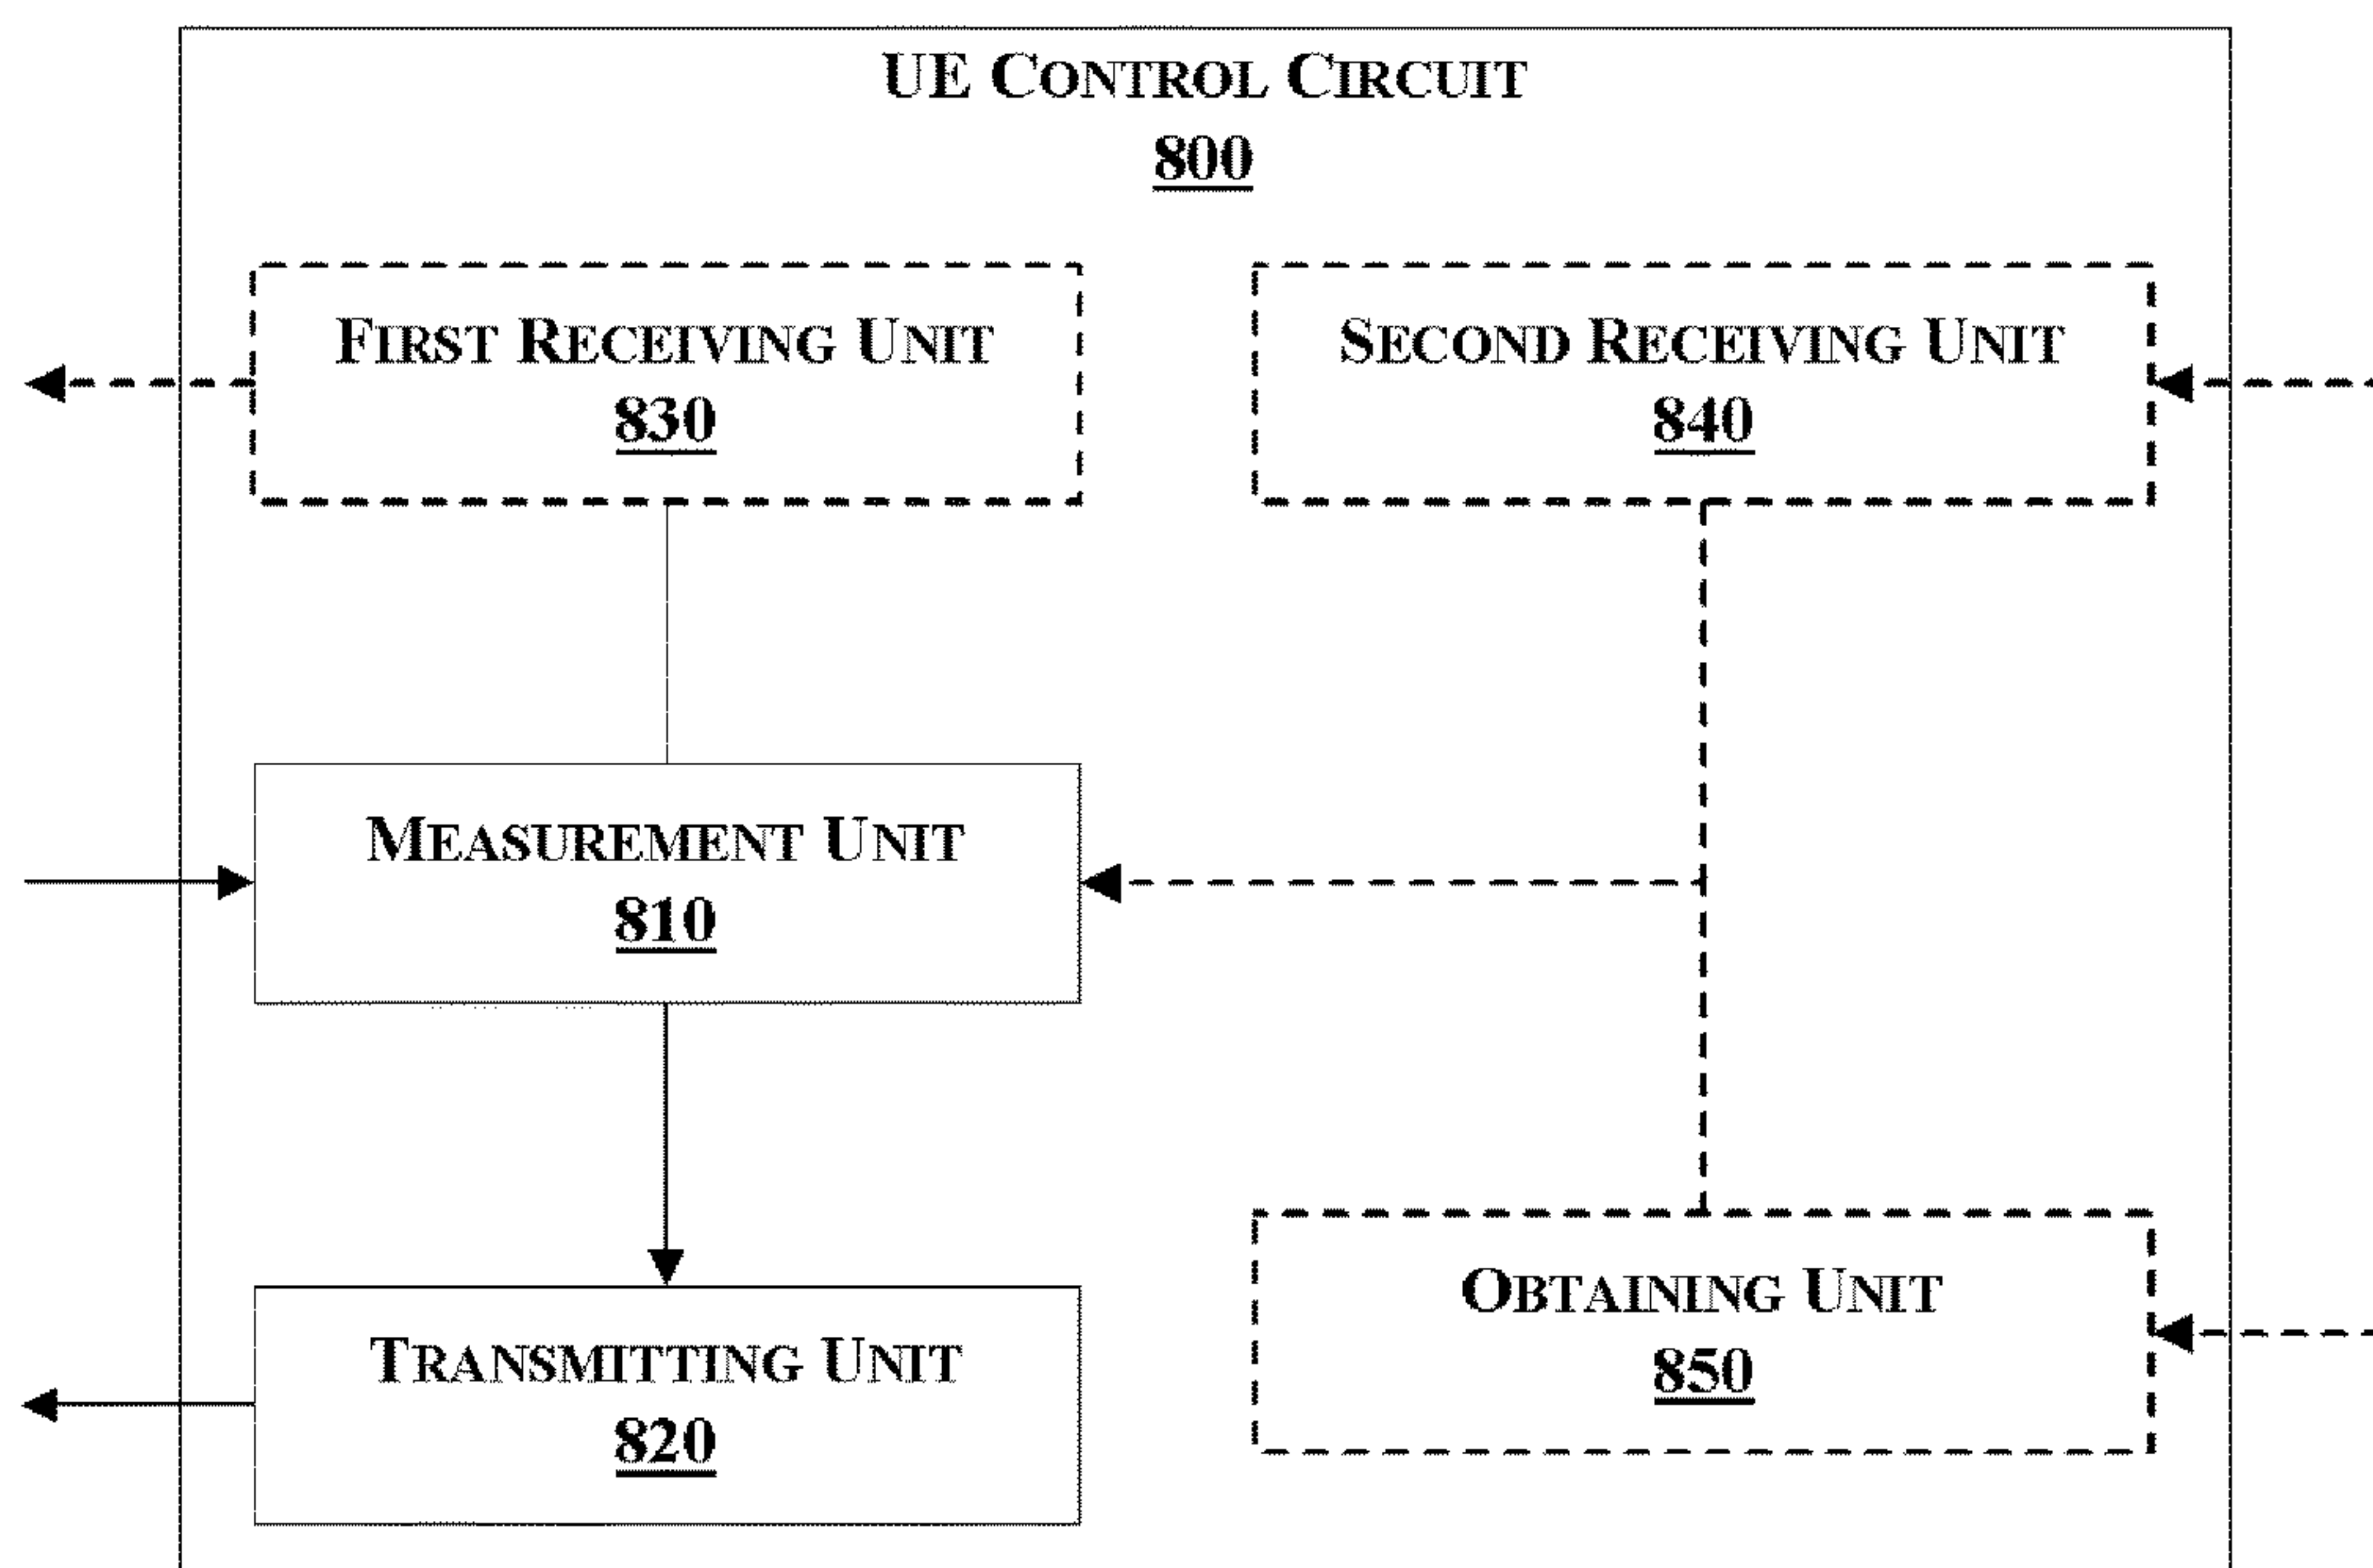 UE CONTROL CIRCUIT
800
FIRST RECEIVING UNIT
830
SECOND RECEIVING UNIT
840
MEASUREMENT UNIT
810
TRANSMITTING UNIT
820
OBTAINING UNIT
850